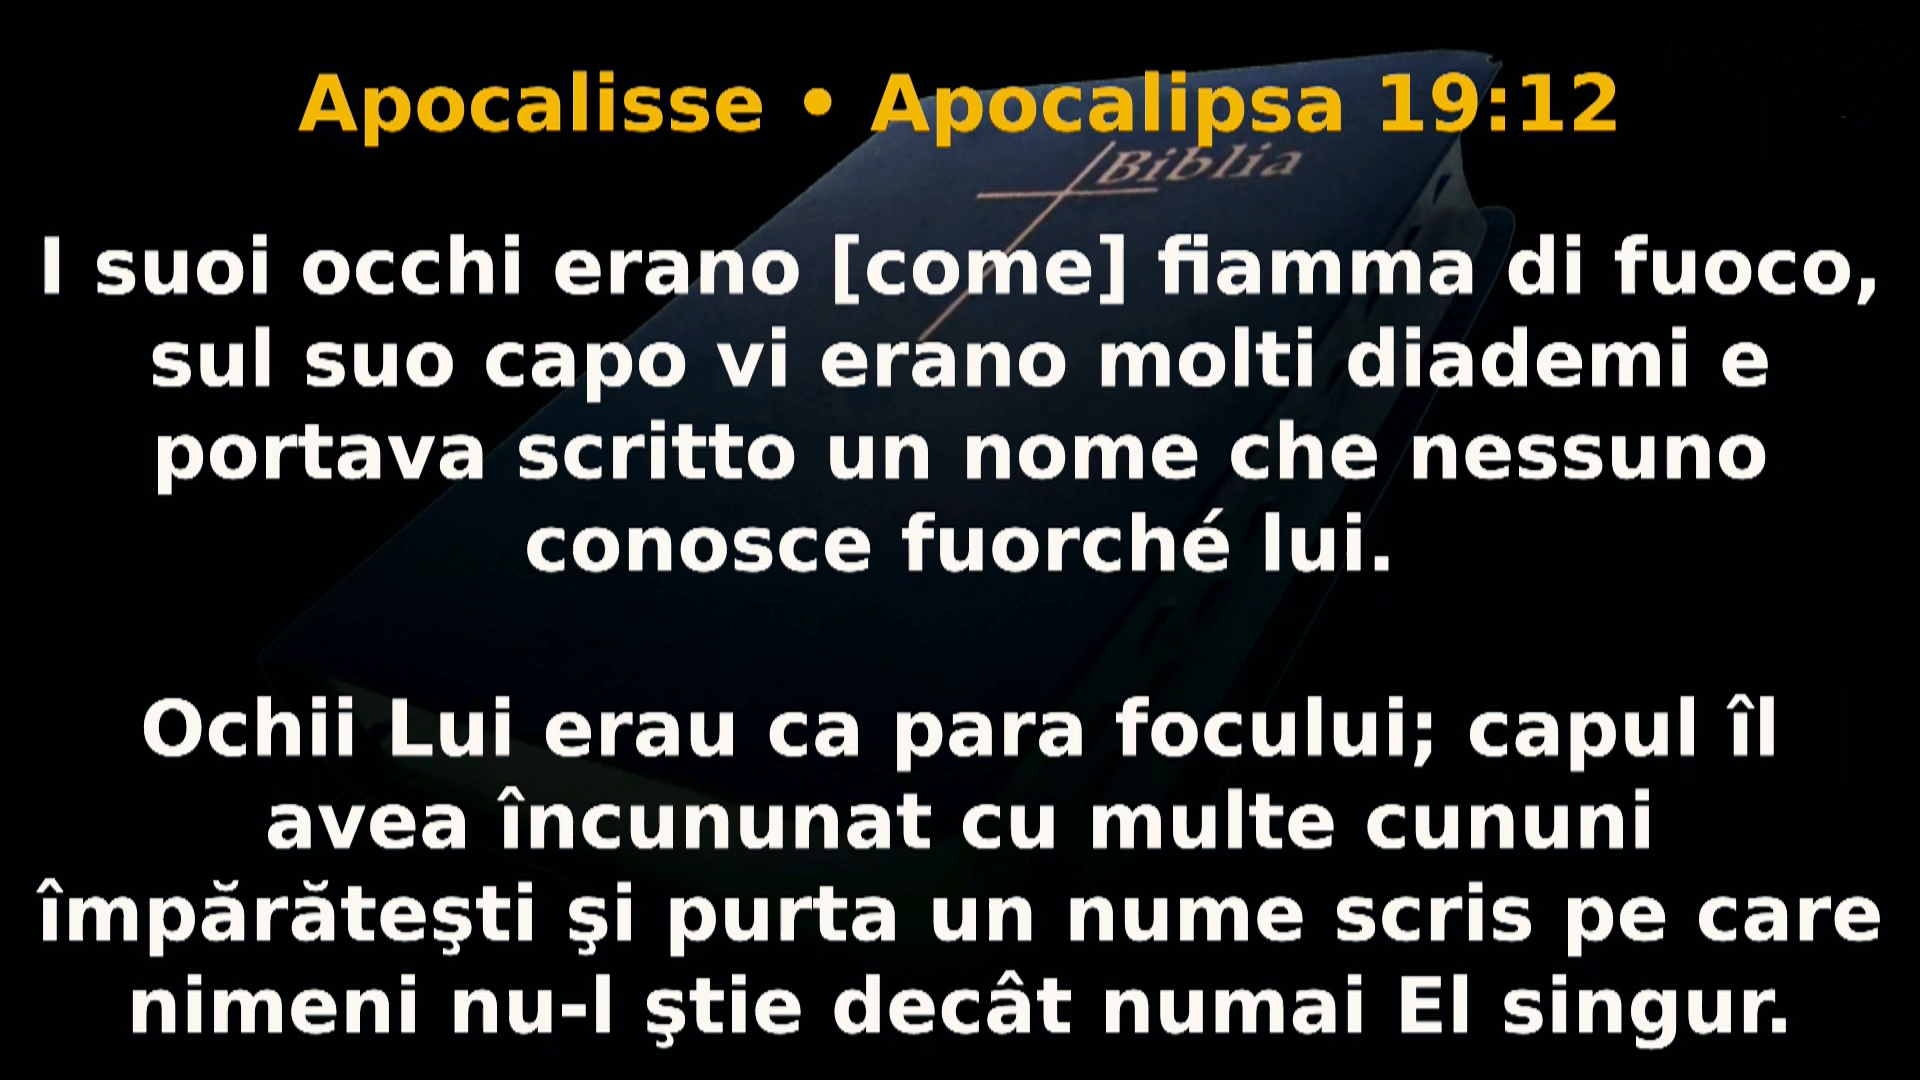 Apocalisse • Apocalipsa 19:12
Biblia
I suoi occhi erano [come] fiamma di fuoco,
sul suo capo vi erano molti diademi e
portava scritto un nome che nessuno
conosce fuorché lui.
Ochii Lui erau ca para focului; capul îl
avea încununat cu multe cununi
împărăteşti şi purta un nume scris pe care
nimeni nu-l ştie decât numai El singur.